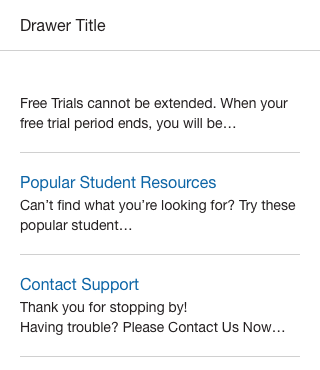 Drawer Title
Free Trials cannot be extended. When your
free trial period ends, you will be…
Popular Student Resources
Can’t find what you’re looking for? Try these
popular student…
Contact Support
Thank you for stopping by!
Having trouble? Please Contact Us Now…